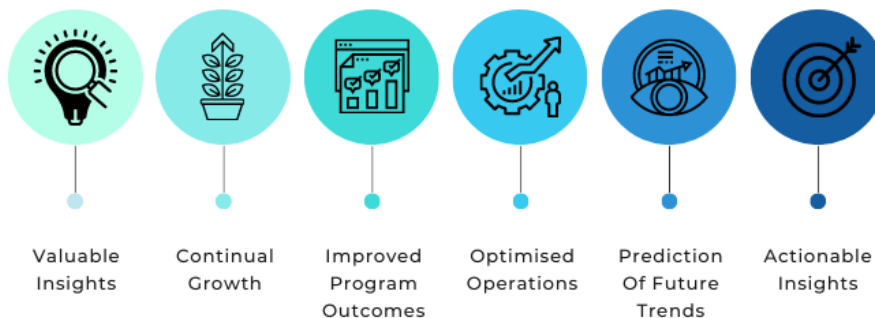 Valuable
Insights
Continual
Growth
Improved
Program
Outcomes
Optimised
Operations
Prediction
Of Future
Trends
Actionable
Insights